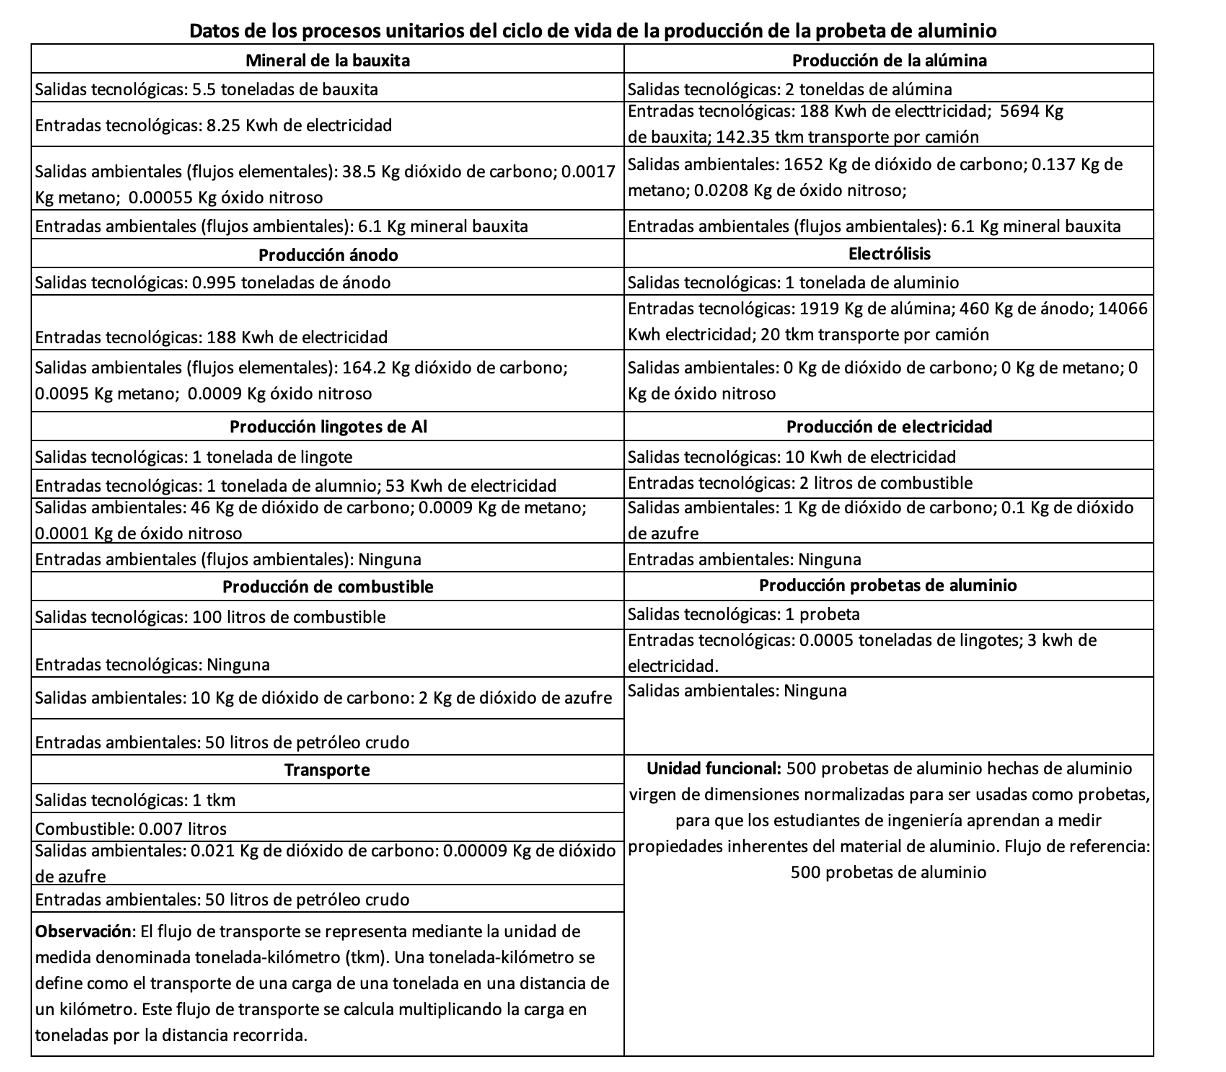 Datos de los procesos unitarios del ciclo de vida de la producción de la probeta de aluminio
Mineral de la bauxita
Salidas tecnológicas: 5.5 toneladas de bauxita
Entradas tecnológicas: 8.25 Kwh de electricidad
Salidas ambientales (flujos elementales): 38.5 Kg dióxido de carbono; 0.0017
Kg metano;  0.00055 Kg óxido nitroso
Entradas ambientales (flujos ambientales): 6.1 Kg mineral bauxita
Producción de la alúmina
Salidas tecnológicas: 2 toneldas de alúmina
Entradas tecnológicas: 188 Kwh de electtricidad;  5694 Kg
de bauxita; 142.35 tkm transporte por camión
Salidas ambientales: 1652 Kg de dióxido de carbono; 0.137 Kg de
metano; 0.0208 Kg de óxido nitroso;
Entradas ambientales (flujos ambientales): 6.1 Kg mineral bauxita
Producción ánodo
Salidas tecnológicas: 0.995 toneladas de ánodo
Entradas tecnológicas: 188 Kwh de electricidad
Salidas ambientales (flujos elementales): 164.2 Kg dióxido de carbono;
0.0095 Kg metano;  0.0009 Kg óxido nitroso
Electrólisis
Salidas tecnológicas: 1 tonelada de aluminio
Entradas tecnológicas: 1919 Kg de alúmina; 460 Kg de ánodo; 14066
Kwh electricidad; 20 tkm transporte por camión
Salidas ambientales: 0 Kg de dióxido de carbono; 0 Kg de metano; 0
Kg de óxido nitroso
Producción lingotes de Al
Salidas tecnológicas: 1 tonelada de lingote
Entradas tecnológicas: 1 tonelada de alumnio; 53 Kwh de electricidad
Salidas ambientales: 46 Kg de dióxido de carbono; 0.0009 Kg de metano;
0.0001 Kg de óxido nitroso
Entradas ambientales (flujos ambientales): Ninguna
Producción de electricidad
Salidas tecnológicas: 10 Kwh de electricidad
Entradas tecnológicas: 2 litros de combustible
Salidas ambientales: 1 Kg de dióxido de carbono; 0.1 Kg de dióxido
de azufre
Entradas ambientales: Ninguna
Producción de combustible
Salidas tecnológicas: 100 litros de combustible
Entradas tecnológicas: Ninguna
Salidas ambientales: 10 Kg de dióxido de carbono: 2 Kg de dióxido de azufre
Entradas ambientales: 50 litros de petróleo crudo
Producción probetas de aluminio
Salidas tecnológicas: 1 probeta
Entradas tecnológicas: 0.0005 toneladas de lingotes; 3 kwh de
electricidad.
Salidas ambientales: Ninguna
Transporte
Salidas tecnológicas: 1 tkm
Combustible: 0.007 litros
Salidas ambientales: 0.021 Kg de dióxido de carbono: 0.00009 Kg de dióxido
de azufre
Entradas ambientales: 50 litros de petróleo crudo
Observación: El flujo de transporte se representa mediante la unidad de
medida denominada tonelada-kilómetro (tkm). Una tonelada-kilómetro se
define como el transporte de una carga de una tonelada en una distancia de
un kilómetro. Este flujo de transporte se calcula multiplicando la carga en
toneladas por la distancia recorrida.
Unidad funcional: 500 probetas de aluminio hechas de aluminio
virgen de dimensiones normalizadas para ser usadas como probetas,
para que los estudiantes de ingeniería aprendan a medir
propiedades inherentes del material de aluminio. Flujo de referencia:
500 probetas de aluminio